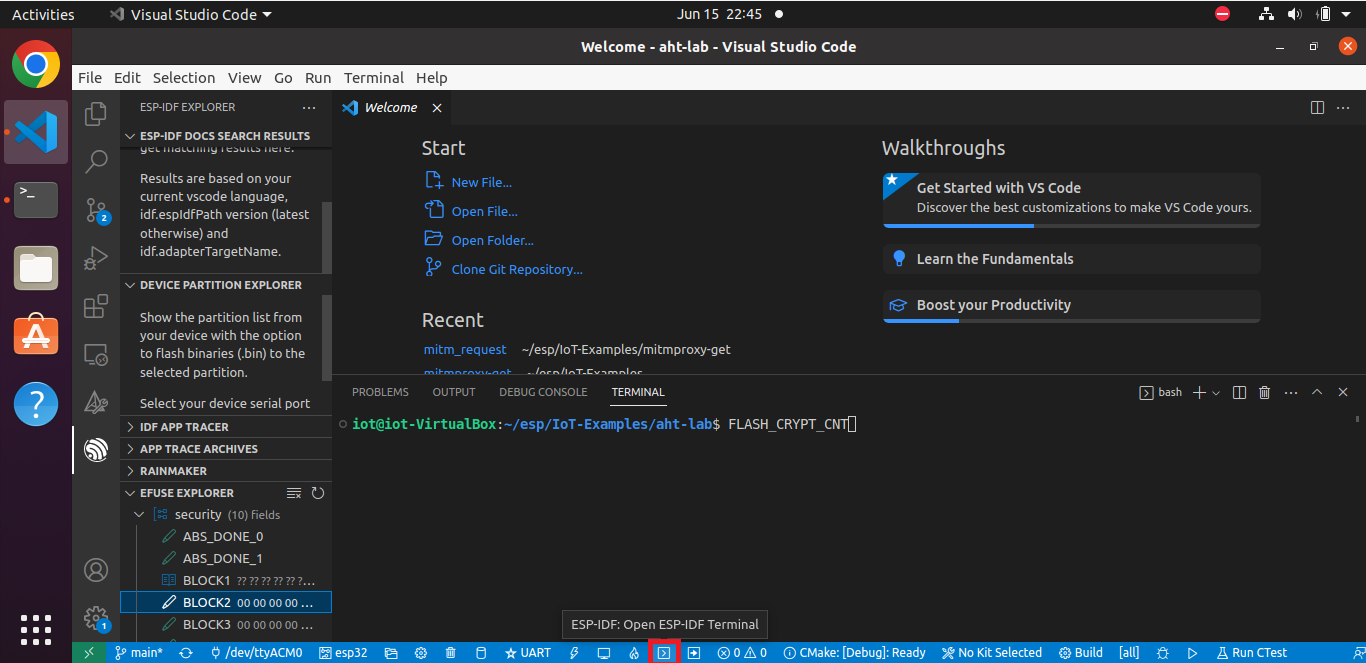 Activities
Visual Studio Code
Jun 15 22:45
Welcome - aht-lab - Visual Studio Code
File Edit Selection View Go Run Terminal Help
ESP-IDF EXPLORER
ESP-IDF DOCS SEARCH RESULTS
get matching results here.
Results are based on your
current vscode language,
idf.espIdfPath version (latest
otherwise) and
idf.adapterTargetName.
DEVICE PARTITION EXPLORER
Show the partition list from
your device with the option
to flash binaries (.bin) to the
selected partition.
Select your device serial port
IDF APP TRACER
APP TRACE ARCHIVES
RAINMAKER
EFUSE EXPLORER
security (10) fields
ABS_DONE_0
ABS_DONE_1
BLOCK1 ?? ?? ?? ?? ?? ?...
BLOCK2 00 00 00 00 ...
BLOCK3 00 00 00 00 ...
2
1
Welcome
Start
New File...
Open File...
Open Folder...
Clone Git Repository...
Recent
mitm_request ~/esp/IoT-Examples/mitmproxy-get
mitmproxy-get ~/esp/IoT-Examples
Walkthroughs
Get Started with VS Code
Discover the best customizations to make VS Code yours.
Learn the Fundamentals
Boost your Productivity
PROBLEMS OUTPUT DEBUG CONSOLE TERMINAL
bash
iot@iot-VirtualBox:~/esp/IoT-Examples/aht-lab$ FLASH_CRYPT_CNT
ESP-IDF: Open ESP-IDF Terminal
main* /dev/ttyACM0 esp32 UART 0 0 CMake: [Debug]: Ready No Kit Selected Build [all] Run CTest